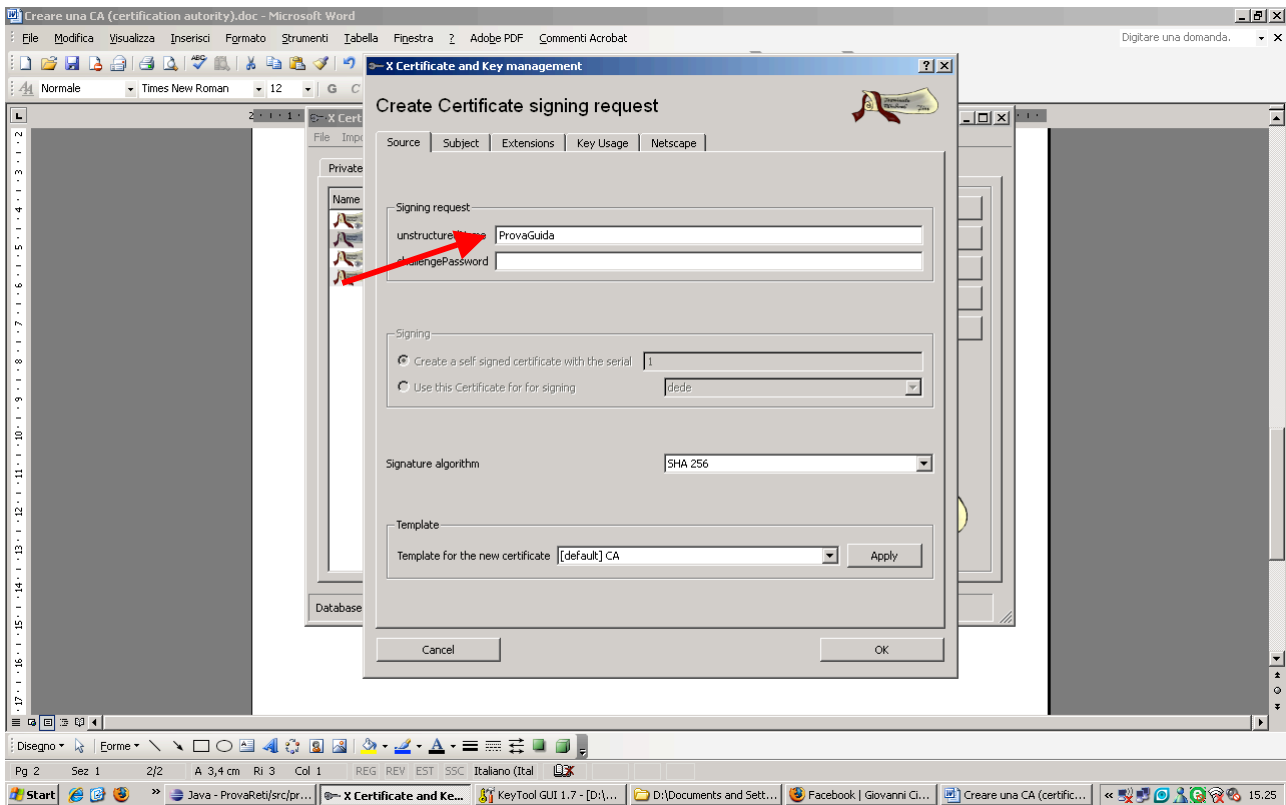 Creare una CA (certification autority).doc - Microsoft Word
File Modifica Visualizza Inserisci Formato Strumenti Tabella Finestra ? Adobe PDF Commenti Acrobat Digitare una domanda.
Normale Times New Roman 12 G C
X Certificate and Key management
Create Certificate signing request
X Cert
File Impo
Source Subject Extensions Key Usage Netscape
Private
Name
Signing request
ProvaGuida
challengePassword
Signing
Create a self signed certificate with the serial 1
Use this Certificate for for signing dede
Signature algorithm SHA 256
Template
Template for the new certificate [default] CA Apply
Database
Cancel OK
Disegno Forme
Pg 2 Sez 1 2/2 A 3,4 cm Ri 3 Col 1 REG REV EST SSC Italiano (Ital
Start » Java - ProvaReti/src/pr... X Certificate and Ke... KeyTool GUI 1.7 - [D:\... D:\Documents and Sett... Facebook | Giovanni Ci... Creare una CA (certific... « 15.25